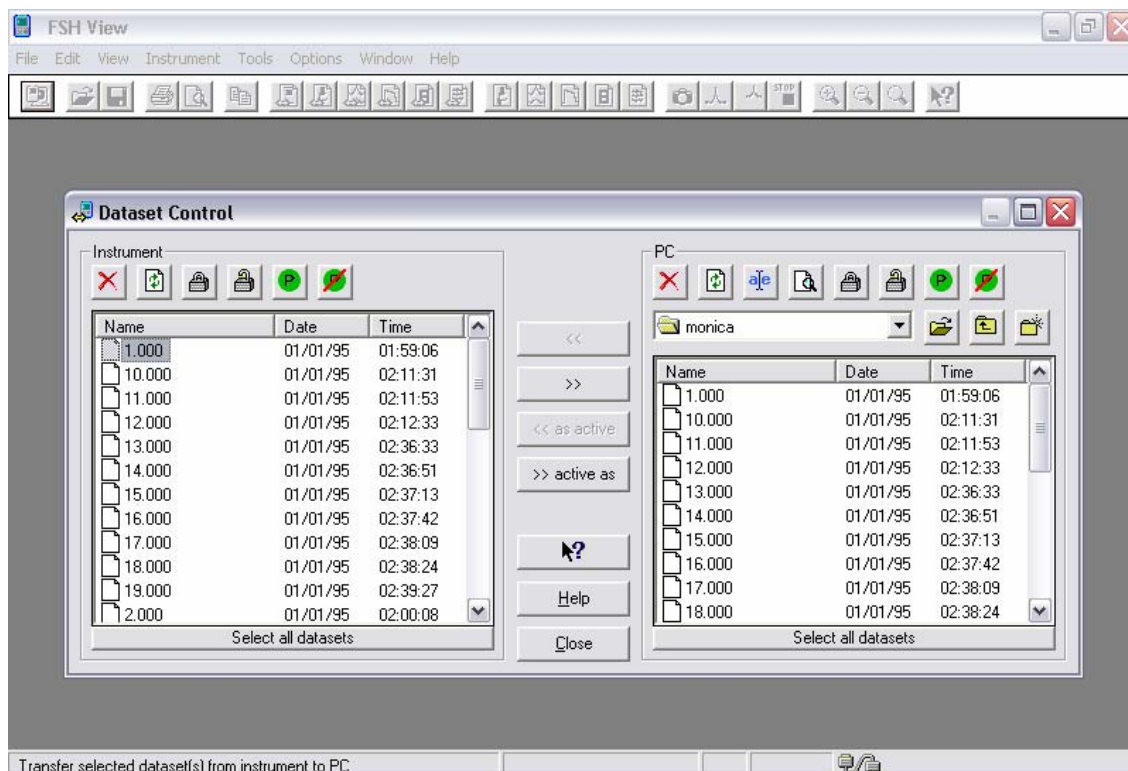 FSH View
File Edit View Instrument Tools Options Window Help
STOP
Dataset Control
Instrument
P P
Name Date Time
1.000 01/01/95 01:59:06
10.000 01/01/95 02:11:31
11.000 01/01/95 02:11:53
12.000 01/01/95 02:12:33
13.000 01/01/95 02:36:33
14.000 01/01/95 02:36:51
15.000 01/01/95 02:37:13
16.000 01/01/95 02:37:42
17.000 01/01/95 02:38:09
18.000 01/01/95 02:38:24
19.000 01/01/95 02:39:27
2.000 01/01/95 02:00:08
Select all datasets
<<
>>
<< as active
>> active as
?
Help
Close
PC
a|e P P
monica
Name Date Time
1.000 01/01/95 01:59:06
10.000 01/01/95 02:11:31
11.000 01/01/95 02:11:53
12.000 01/01/95 02:12:33
13.000 01/01/95 02:36:33
14.000 01/01/95 02:36:51
15.000 01/01/95 02:37:13
16.000 01/01/95 02:37:42
17.000 01/01/95 02:38:09
18.000 01/01/95 02:38:24
Select all datasets
Transfer selected dataset(s) from instrument to PC